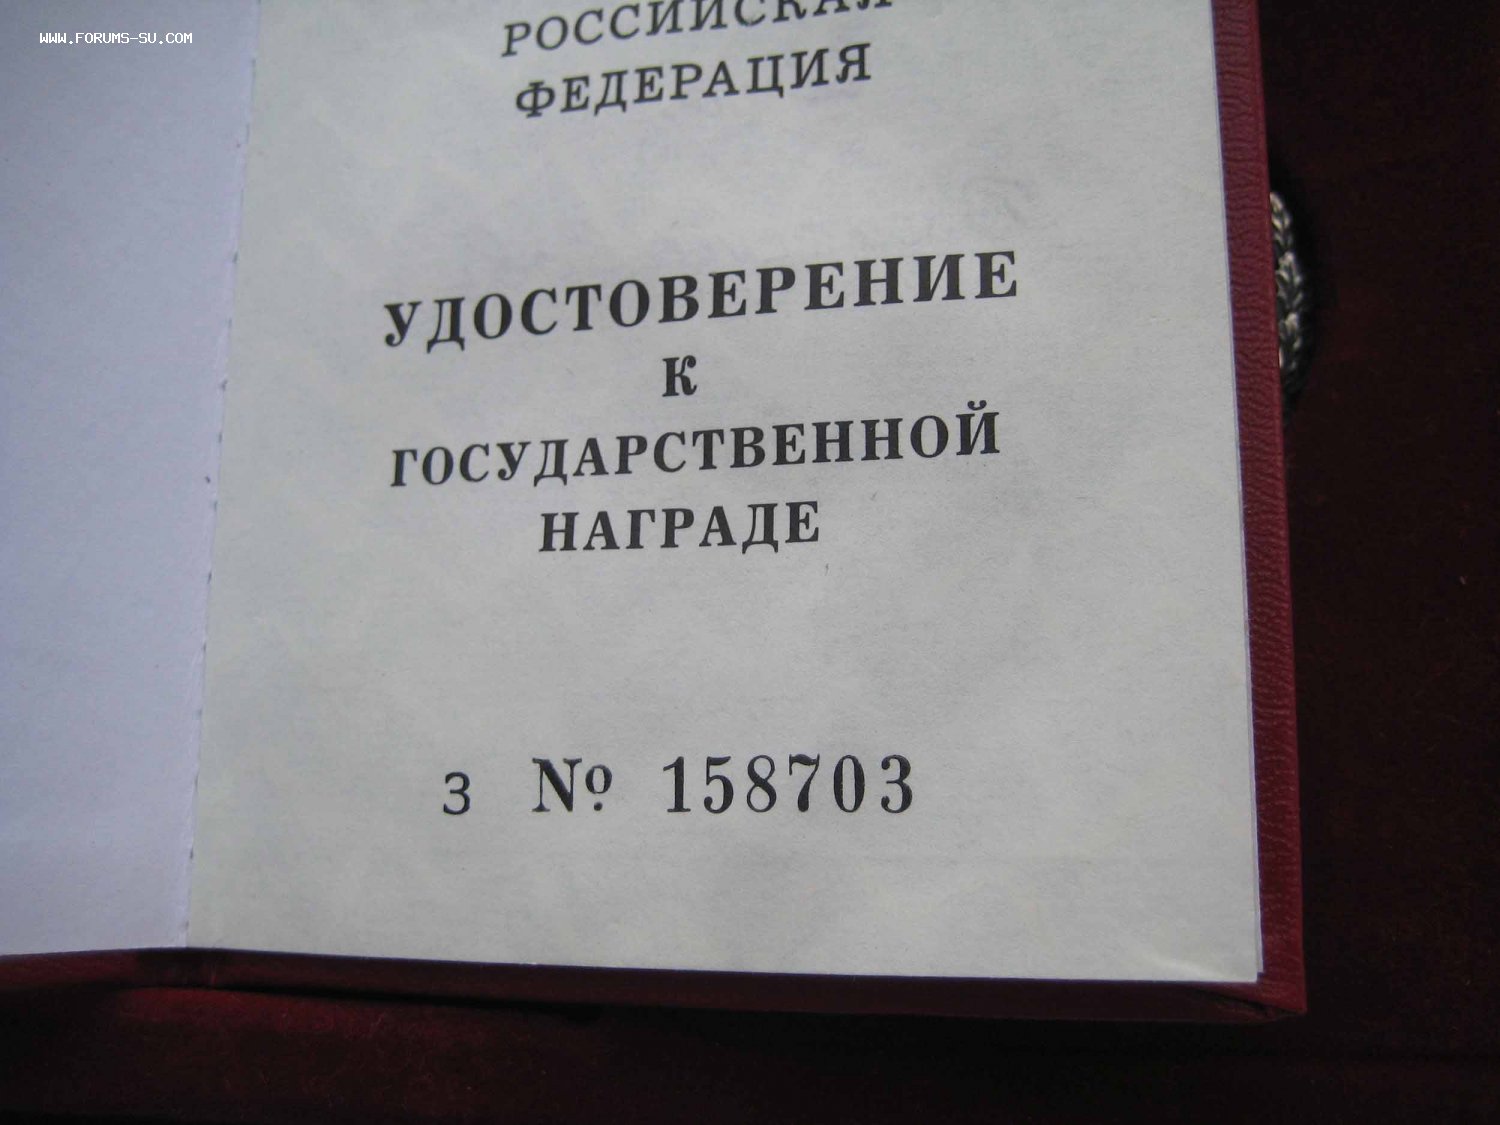 WWW.FORUMS-SU.COM
РОССИЙСКАЯ
ФЕДЕРАЦИЯ
УДОСТОВЕРЕНИЕ
К
ГОСУДАРСТВЕННОЙ
НАГРАДЕ
З № 158703